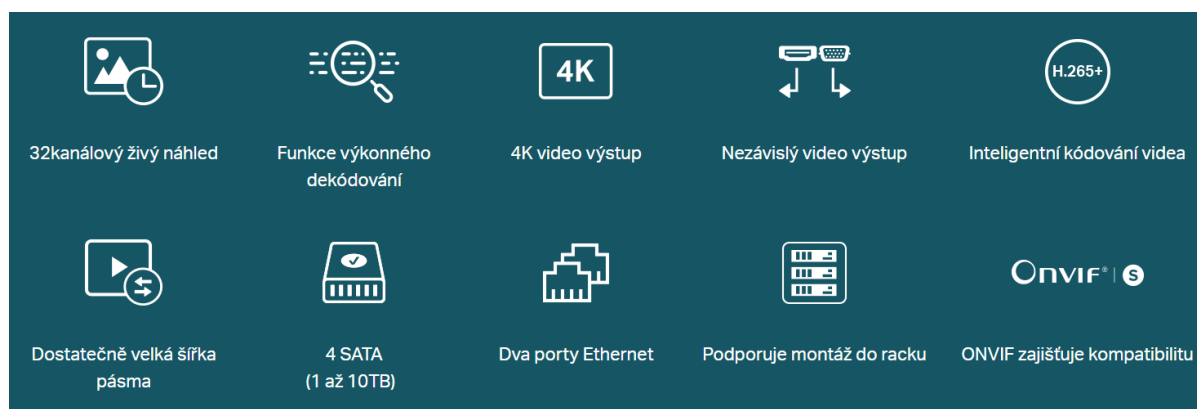 4K
H.265+
32kanálový živý náhled
Funkce výkonného
dekódování
4K video výstup
Nezávislý video výstup
Inteligentní kódování videa
ONVIF® | S
Dostatečně velká šířka
pásma
4 SATA
(1 až 10TB)
Dva porty Ethernet
Podporuje montáž do racku
ONVIF zajišťuje kompatibilitu